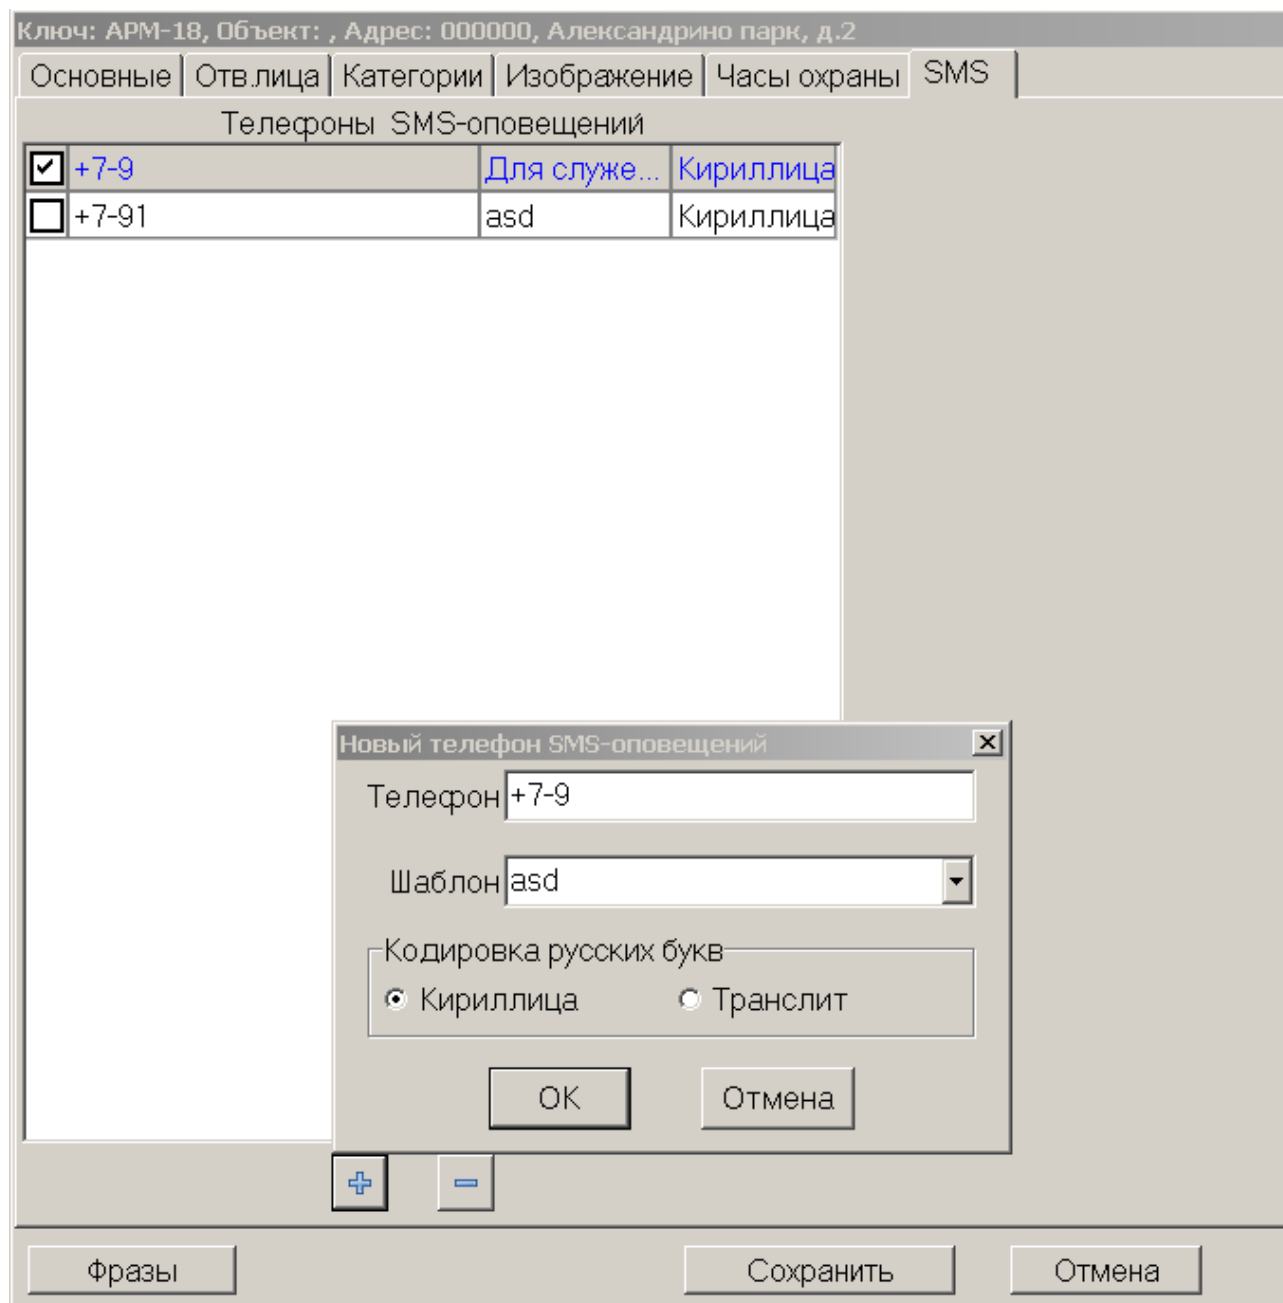 Ключ: АРМ-18, Объект: , Адрес: 000000, Александрино парк, д.2
Основные Отв.лица Категории Изображение Часы охраны SMS
Телефоны SMS-оповещений
+7-9 Для служе... Кириллица
+7-91 asd Кириллица
Новый телефон SMS-оповещений
Телефон +7-9
Шаблон asd
Кодировка русских букв
Кириллица Транслит
OK Отмена
Фразы Сохранить Отмена